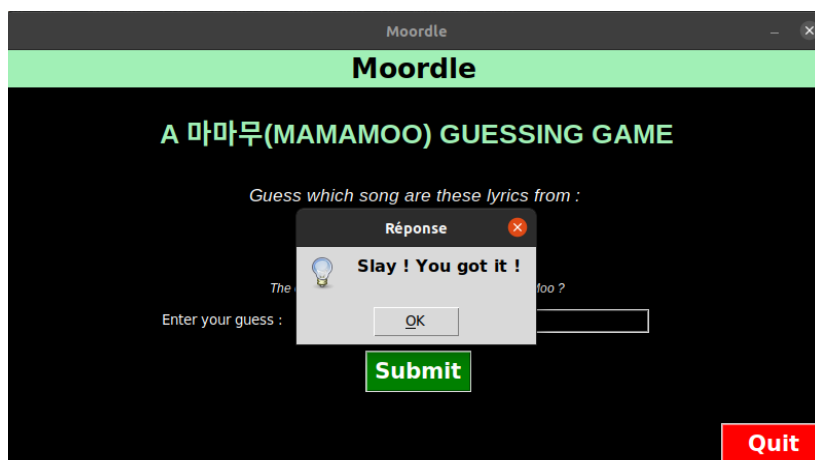 Moordle
Moordle
A 마마무(MAMAMOO) GUESSING GAME
Guess which song are these lyrics from :
Réponse
Slay ! You got it !
The
Moo ?
OK
Enter your guess :
Submit
Quit